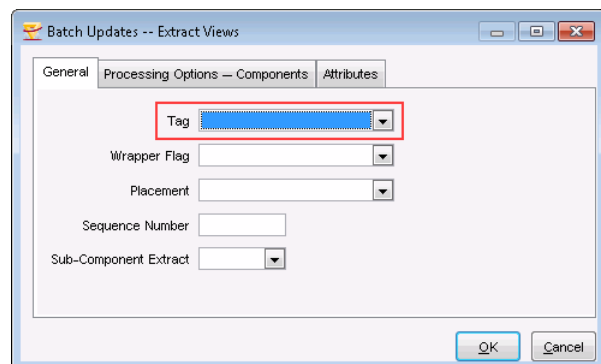 Batch Updates -- Extract Views
General Processing Options — Components Attributes
Tag
Wrapper Flag
Placement
Sequence Number
Sub-Component Extract
OK Cancel